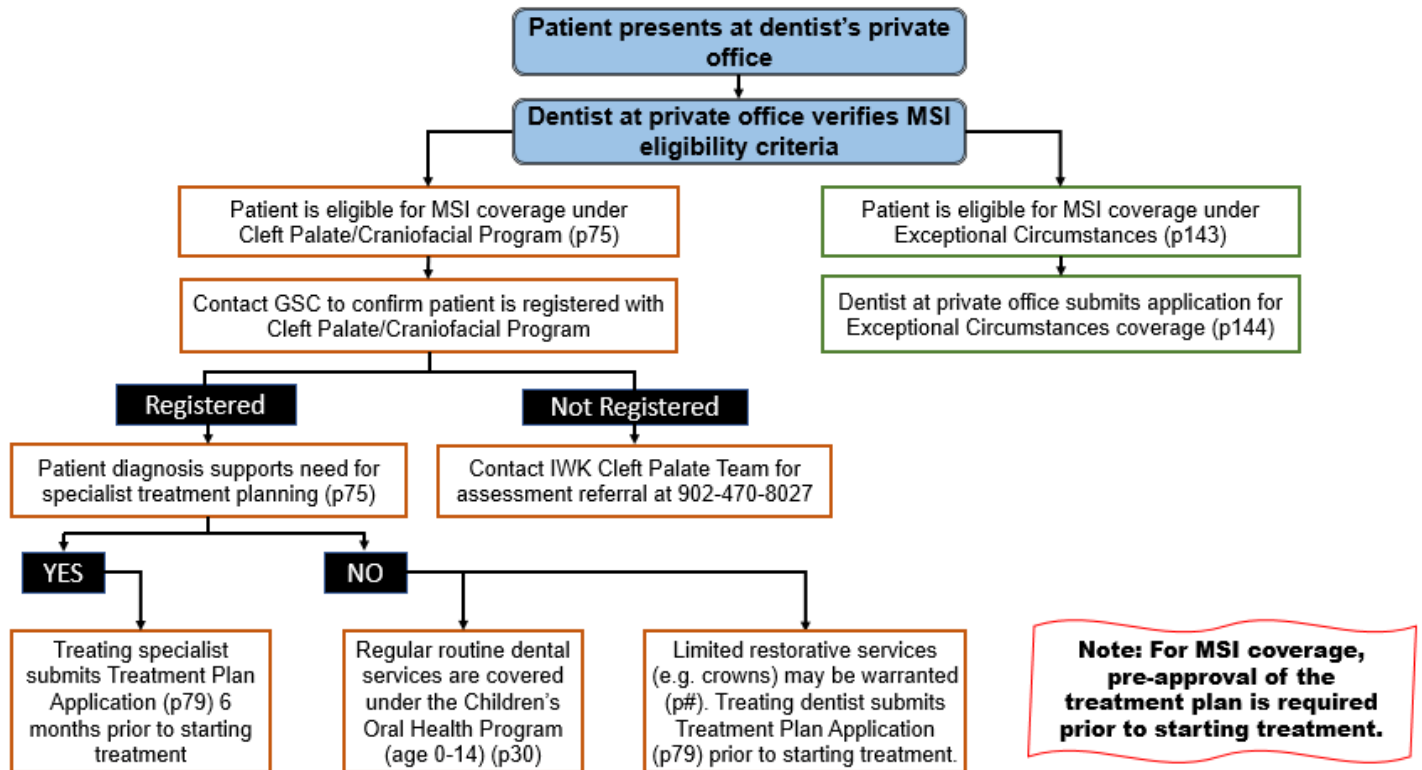 Patient presents at dentist's private
office
Dentist at private office verifies MSI
eligibility criteria
Patient is eligible for MSI coverage under
Cleft Palate/Craniofacial Program (p75)
Patient is eligible for MSI coverage under
Exceptional Circumstances (p143)
Contact GSC to confirm patient is registered with
Cleft Palate/Craniofacial Program
Dentist at private office submits application for
Exceptional Circumstances coverage (p144)
Registered
Not Registered
Patient diagnosis supports need for
specialist treatment planning (p75)
Contact IWK Cleft Palate Team for
assessment referral at 902-470-8027
YES
NO
Treating specialist
submits Treatment Plan
Application (p79) 6
months prior to starting
treatment
Regular routine dental
services are covered
under the Children's
Oral Health Program
(age 0-14) (p30)
Limited restorative services
(e.g. crowns) may be warranted
(p#). Treating dentist submits
Treatment Plan Application
(p79) prior to starting treatment.
Note: For MSI coverage,
pre-approval of the
treatment plan is required
prior to starting treatment.